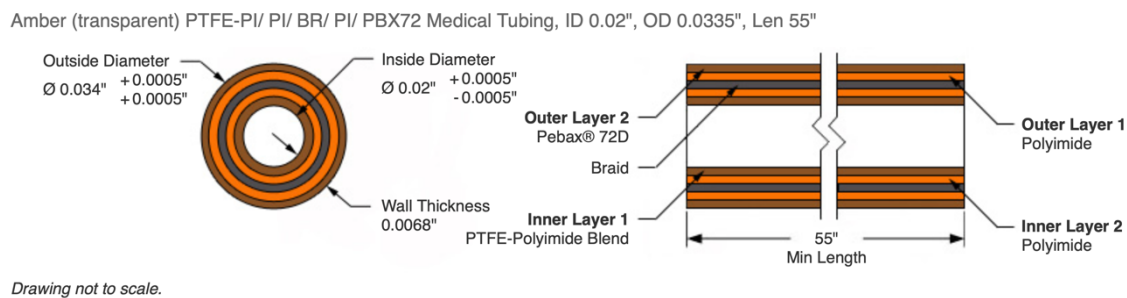 Amber (transparent) PTFE-PI/ PI/ BR/ PI/ PBX72 Medical Tubing, ID 0.02", OD 0.0335", Len 55"
Outside Diameter
Ø 0.034" +0.0005"
+0.0005"
Inside Diameter
Ø 0.02" +0.0005"
-0.0005"
Wall Thickness
0.0068"
Outer Layer 2
Pebax® 72D
Braid
Inner Layer 1
PTFE-Polyimide Blend
Outer Layer 1
Polyimide
Inner Layer 2
Polyimide
55"
Min Length
Drawing not to scale.